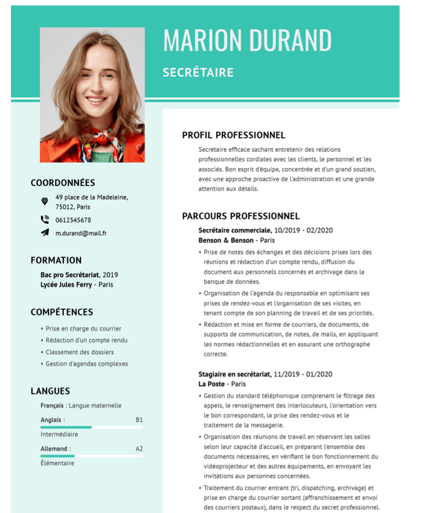 MARION DURAND
SECRÉTAIRE
COORDONNÉES
49 place de la Madeleine,
75012, Paris
0612345678
m.durand@mail.fr
FORMATION
Bac pro Secrétariat, 2019
Lycée Jules Ferry - Paris
COMPÉTENCES
• Prise en charge du courrier
• Rédaction d'un compte rendu
• Classement des dossiers
• Gestion d'agendas complexes
LANGUES
Français : Langue maternelle
Anglais : B1
Intermédiaire
Allemand : A2
Élémentaire
PROFIL PROFESSIONNEL
Secrétaire efficace sachant entretenir des relations
professionnelles cordiales avec les clients, le personnel et les
associés. Bon esprit d'équipe, concentrée et d'un grand soutien,
avec une approche proactive de l'administration et une grande
attention aux détails.
PARCOURS PROFESSIONNEL
Secrétaire commerciale, 10/2019 - 02/2020
Benson & Benson - Paris
• Prise de notes des échanges et des décisions prises lors des
réunions et rédaction d'un compte rendu, diffusion du
document aux personnels concernés et archivage dans la
banque de données.
• Organisation de l'agenda du responsable en optimisant ses
prises de rendez-vous et l'organisation de ses visites, en
tenant compte de son planning de travail et de ses priorités.
• Rédaction et mise en forme de courriers, de documents, de
supports de communication, de notes, de mails, en appliquant
les normes rédactionnelles et en assurant une orthographe
correcte.
Stagiaire en secrétariat, 11/2019 - 01/2020
La Poste - Paris
• Gestion du standard téléphonique comprenant le filtrage des
appels, le renseignement des interlocuteurs, l'orientation vers
le bon correspondant, la prise des rendez-vous et le
traitement de la messagerie.
• Organisation des réunions de travail en réservant les salles
selon leur capacité d'accueil, en préparant l'ensemble des
documents nécessaires, en vérifiant le bon fonctionnement du
vidéoprojecteur et des autres équipements, en envoyant les
invitations aux personnes concernées.
• Traitement du courrier entrant (tri, dispatching, archivage) et
prise en charge du courrier sortant (affranchissement et envoi
des courriers postaux), dans le respect du secret professionnel.